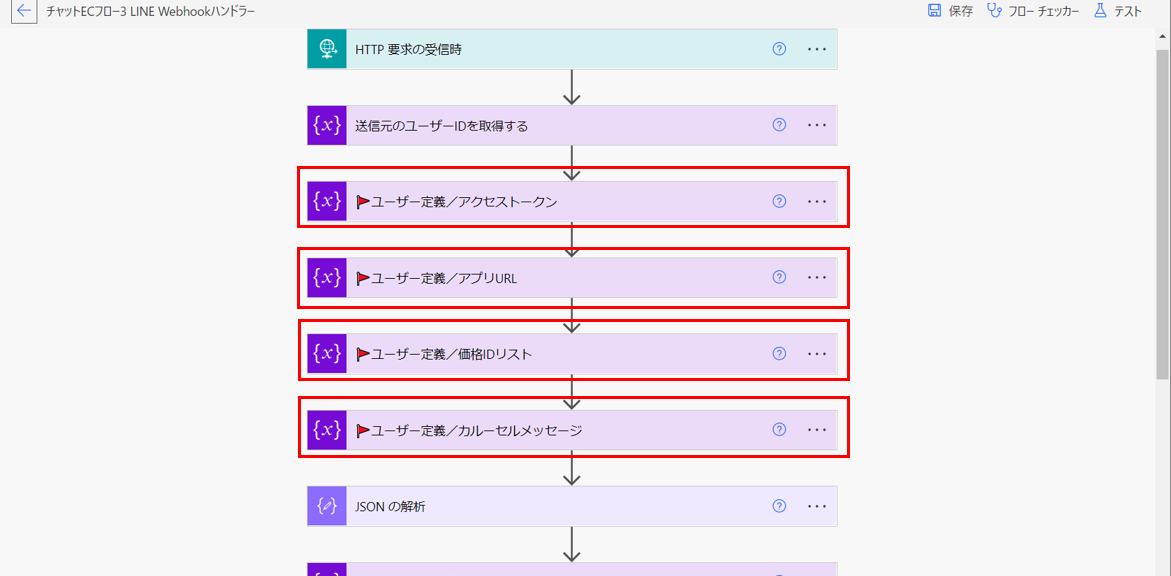 チャットECフロー3 LINE Webhookハンドラー
保存
フロー チェッカー
テスト
HTTP 要求の受信時
{x} 送信元のユーザーIDを取得する
{x} 🚩ユーザー定義／アクセストークン
{x} 🚩ユーザー定義／アプリURL
{x} 🚩ユーザー定義／価格IDリスト
{x} 🚩ユーザー定義／カルーセルメッセージ
JSON の解析